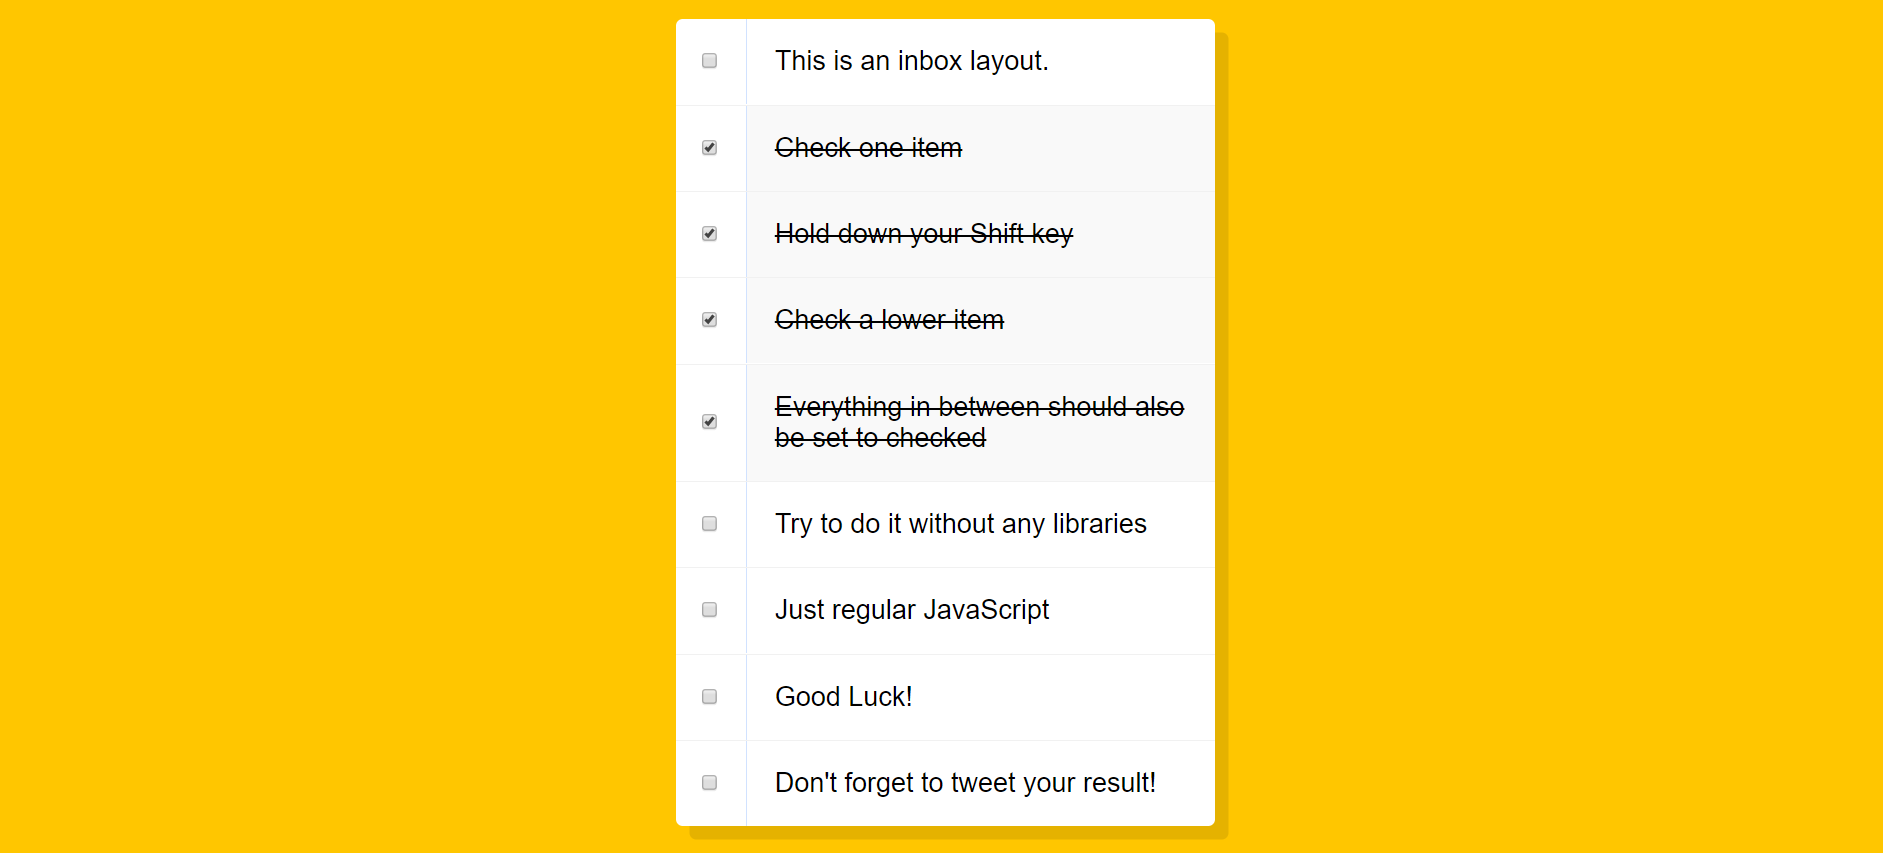 This is an inbox layout.
Check one item
Hold down your Shift key
Check a lower item
Everything in between should also
be set to checked
Try to do it without any libraries
Just regular JavaScript
Good Luck!
Don't forget to tweet your result!